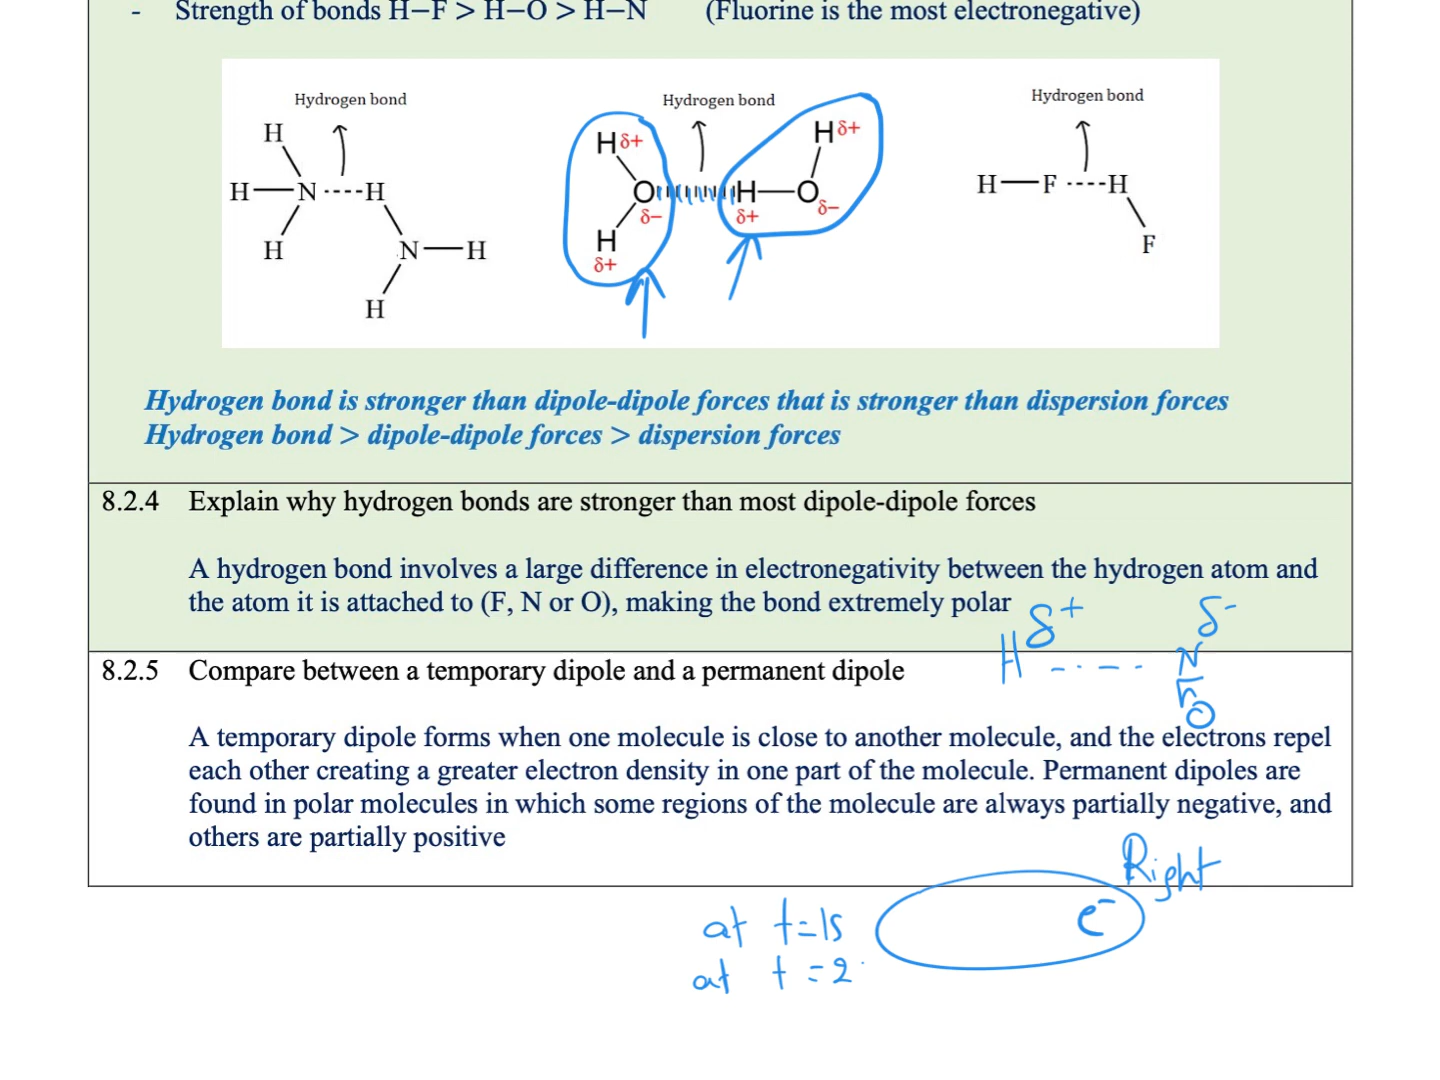 - Strength of bonds H–F > H–O > H–N (Fluorine is the most electronegative)
Hydrogen bond
Hydrogen bond
Hydrogen bond
H
H—N----H
H
H
N—H
H
Hδ+
O
δ–
H
δ+
Hδ+
H—O
δ+
δ–
H—F----H
F
Hydrogen bond is stronger than dipole-dipole forces that is stronger than dispersion forces
Hydrogen bond > dipole-dipole forces > dispersion forces
8.2.4 Explain why hydrogen bonds are stronger than most dipole-dipole forces
A hydrogen bond involves a large difference in electronegativity between the hydrogen atom and
the atom it is attached to (F, N or O), making the bond extremely polar
δ+ δ-
H ---- N
F
O
8.2.5 Compare between a temporary dipole and a permanent dipole
A temporary dipole forms when one molecule is close to another molecule, and the electrons repel
each other creating a greater electron density in one part of the molecule. Permanent dipoles are
found in polar molecules in which some regions of the molecule are always partially negative, and
others are partially positive
Right
at t=1s e-
at t=2